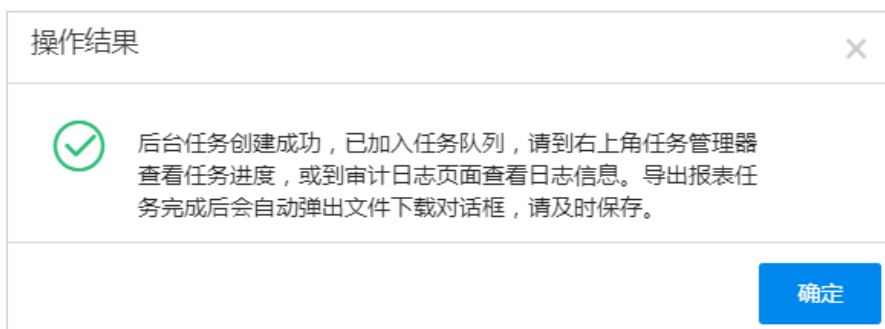 操作结果
后台任务创建成功，已加入任务队列，请到右上角任务管理器
查看任务进度，或到审计日志页面查看日志信息。导出报表任
务完成后会自动弹出文件下载对话框，请及时保存。
确定